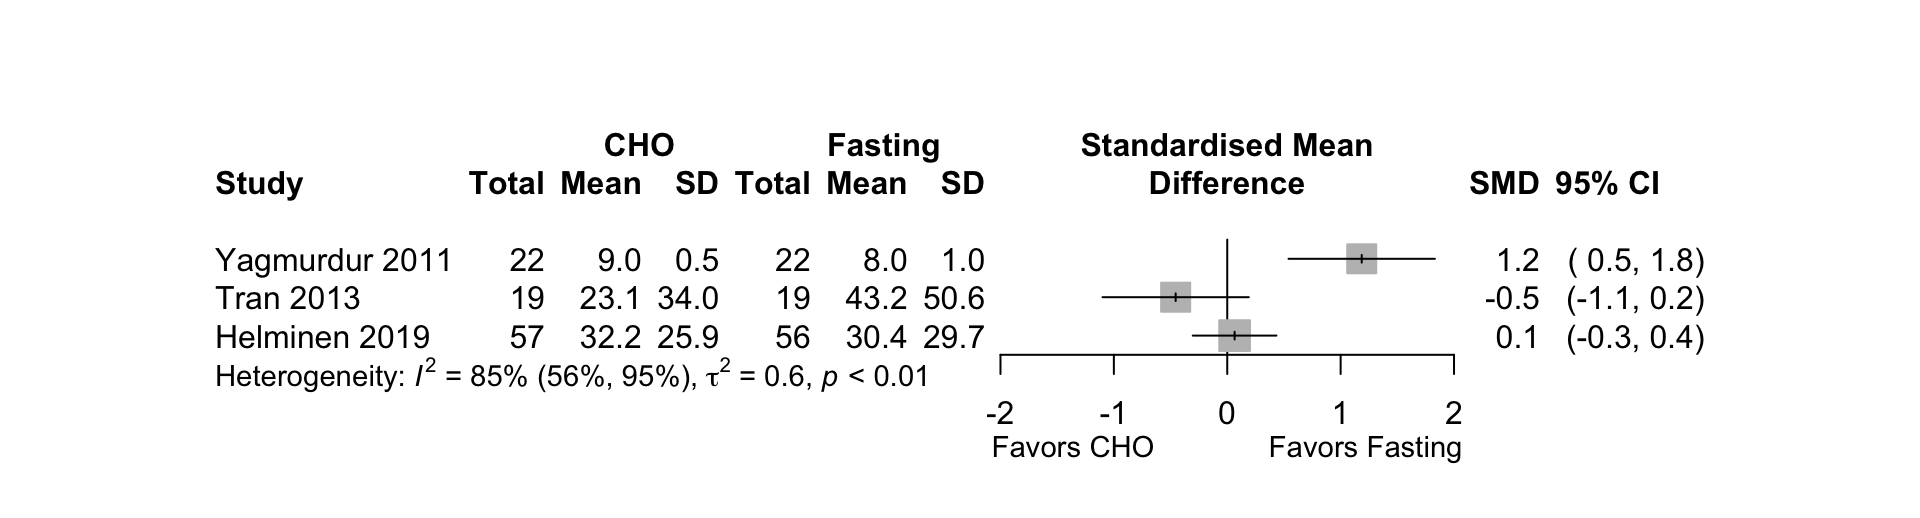 CHO Fasting Standardised Mean
Study Total Mean SD Total Mean SD Difference SMD 95% CI
Yagmurdur 2011 22 9.0 0.5 22 8.0 1.0 1.2 ( 0.5, 1.8)
Tran 2013 19 23.1 34.0 19 43.2 50.6 -0.5 (-1.1, 0.2)
Helminen 2019 57 32.2 25.9 56 30.4 29.7 0.1 (-0.3, 0.4)
Heterogeneity: I² = 85% (56%, 95%), τ² = 0.6, p < 0.01
-2 -1 0 1 2
Favors CHO Favors Fasting